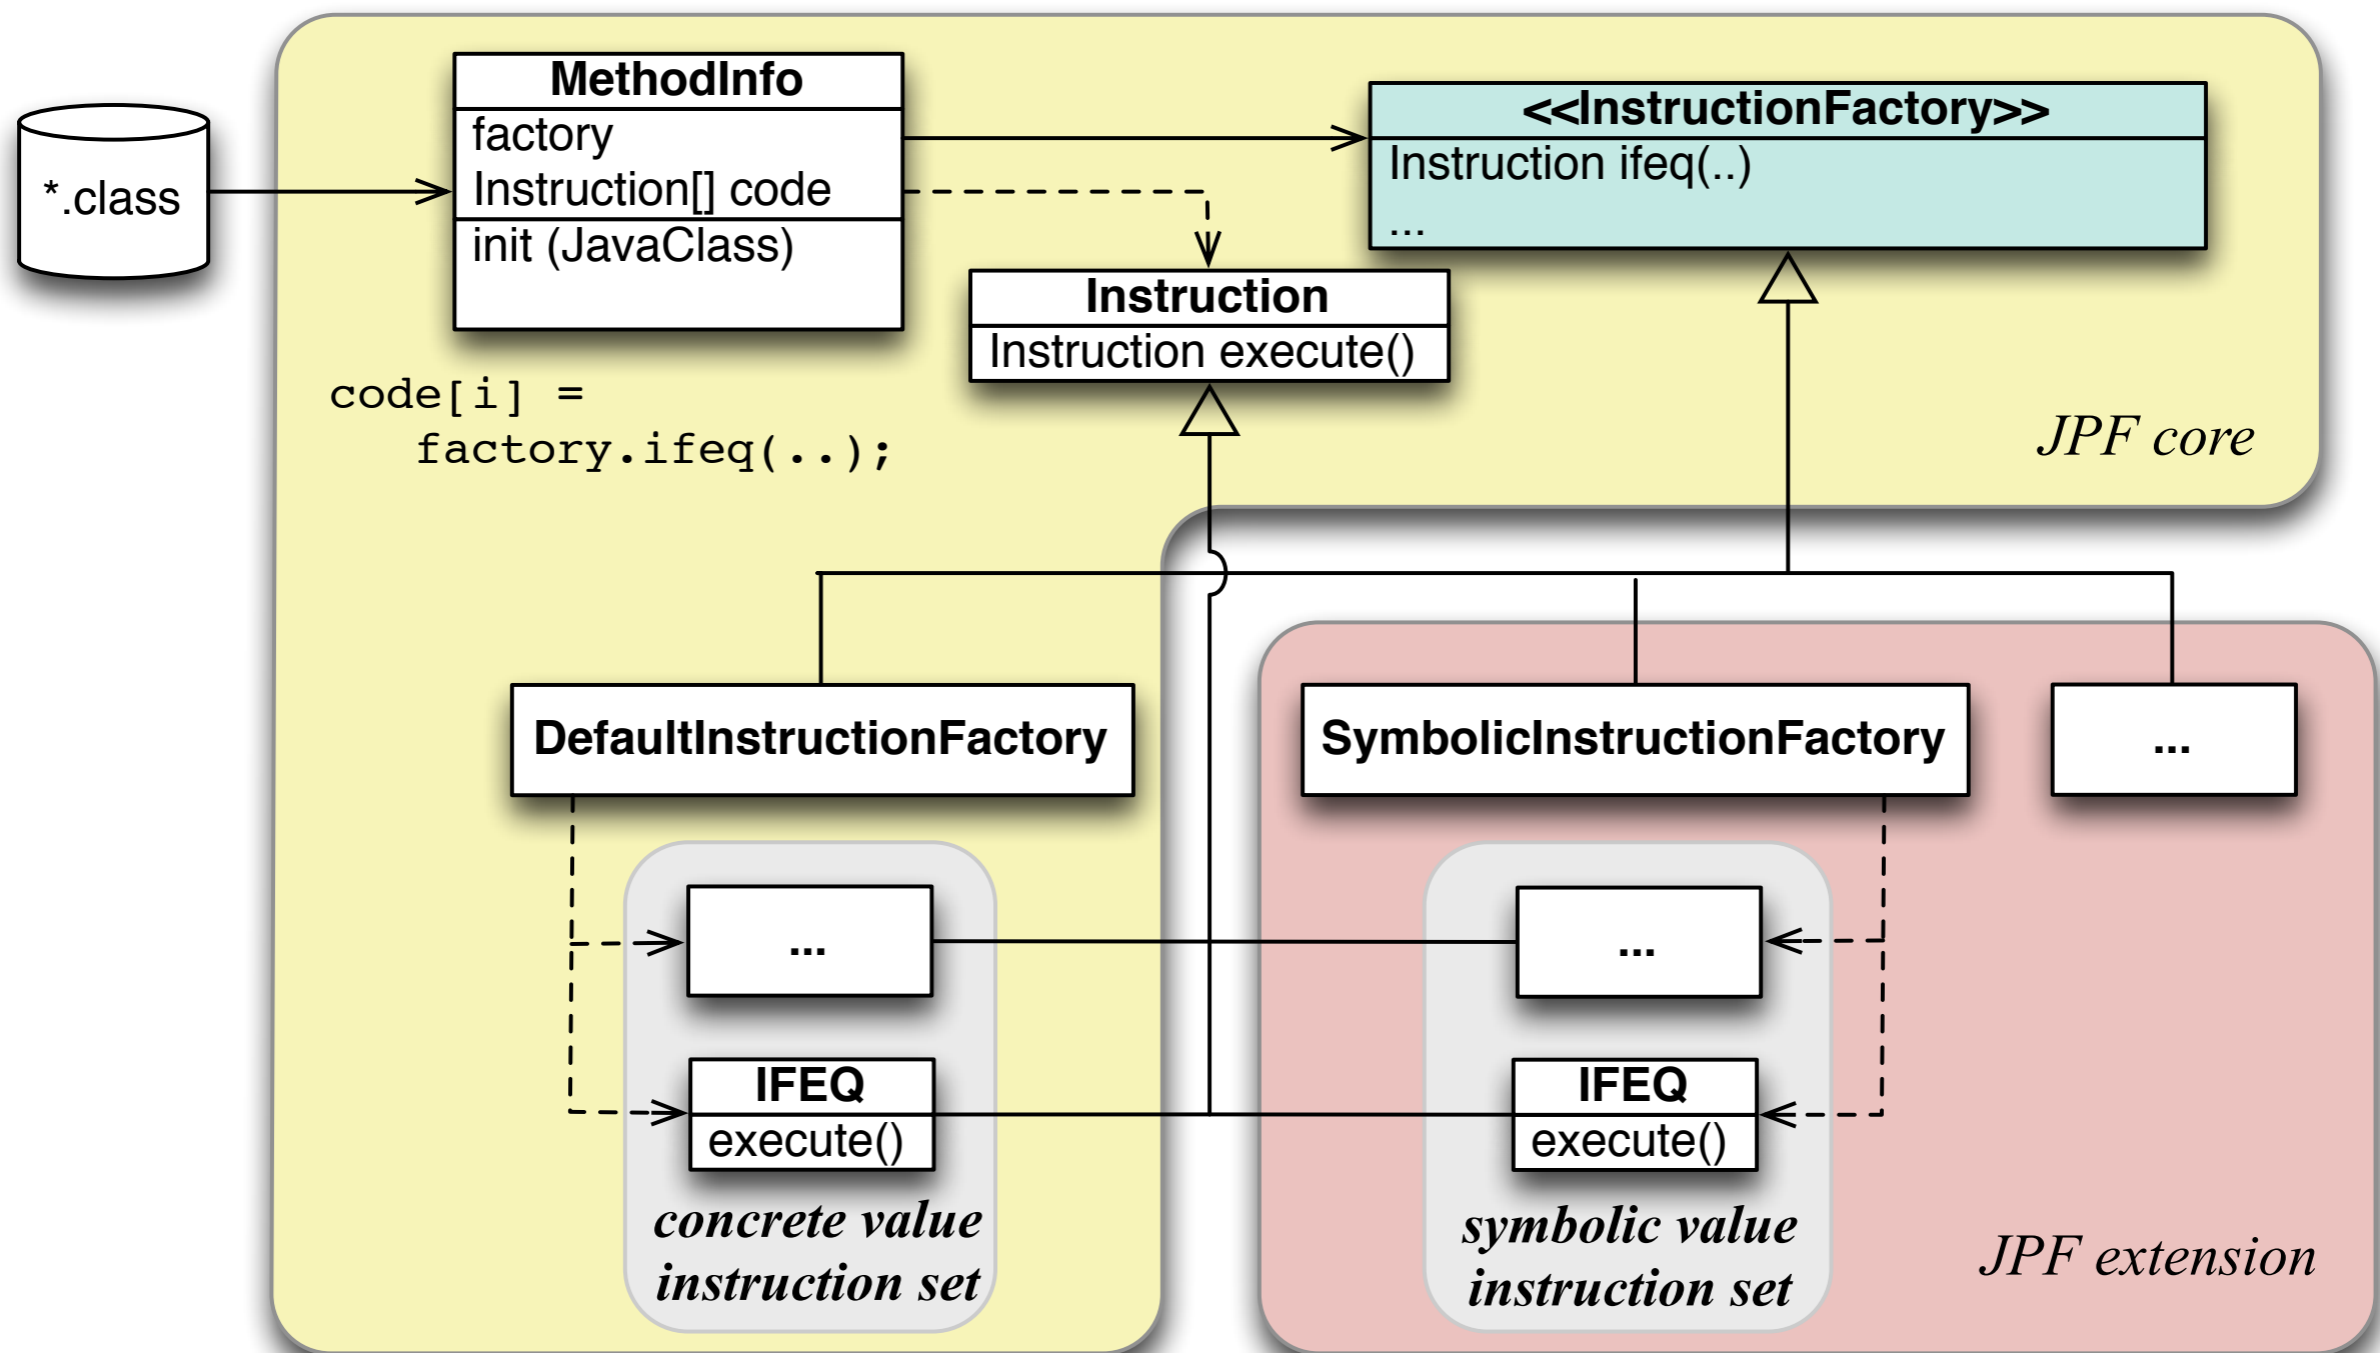 *.class
MethodInfo
factory
Instruction[] code
init (JavaClass)
<<InstructionFactory>>
Instruction ifeq(..)
...
Instruction
Instruction execute()
code[i] =
factory.ifeq(..);
JPF core
DefaultInstructionFactory
SymbolicInstructionFactory
...
...
...
IFEQ
execute()
IFEQ
execute()
concrete value
instruction set
symbolic value
instruction set
JPF extension